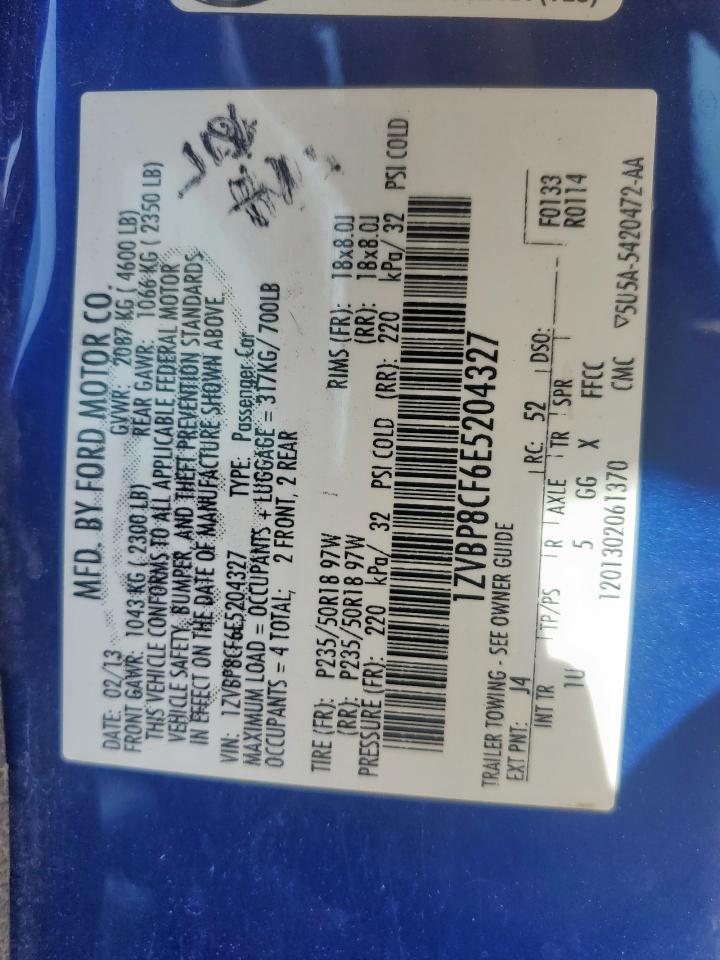 MFD. BY FORD MOTOR CO.
DATE: 02/13 GVWR: 2087 KG ( 4600 LB)
FRONT GAWR: 1043 KG ( 2300 LB) REAR GAWR: 1066 KG ( 2350 LB)
THIS VEHICLE CONFORMS TO ALL APPLICABLE FEDERAL MOTOR
VEHICLE SAFETY, BUMPER, AND THEFT PREVENTION STANDARDS
IN EFFECT ON THE DATE OF MANUFACTURE SHOWN ABOVE.
VIN: 1ZVBP8CF6E5204327 TYPE: Passenger Car
MAXIMUM LOAD = OCCUPANTS + LUGGAGE = 317KG/ 700LB
OCCUPANTS = 4 TOTAL; 2 FRONT, 2 REAR
TIRE (FR): P235/50R18 97W RIMS (FR): 18x8.0J
(RR): P235/50R18 97W (RR): 18x8.0J
PRESSURE (FR): 220 kPa/ 32 PSI COLD (RR): 220 kPa/ 32 PSI COLD
1ZVBP8CF6E5204327
TRAILER TOWING - SEE OWNER GUIDE
EXT PNT: J4 RC: 52 DSO: F0133
R0114
INT TR TP/PS R AXLE TR SPR
1U 5 GG X FFCC
1201302061370 CMC ▽5U5A-5420472-AA